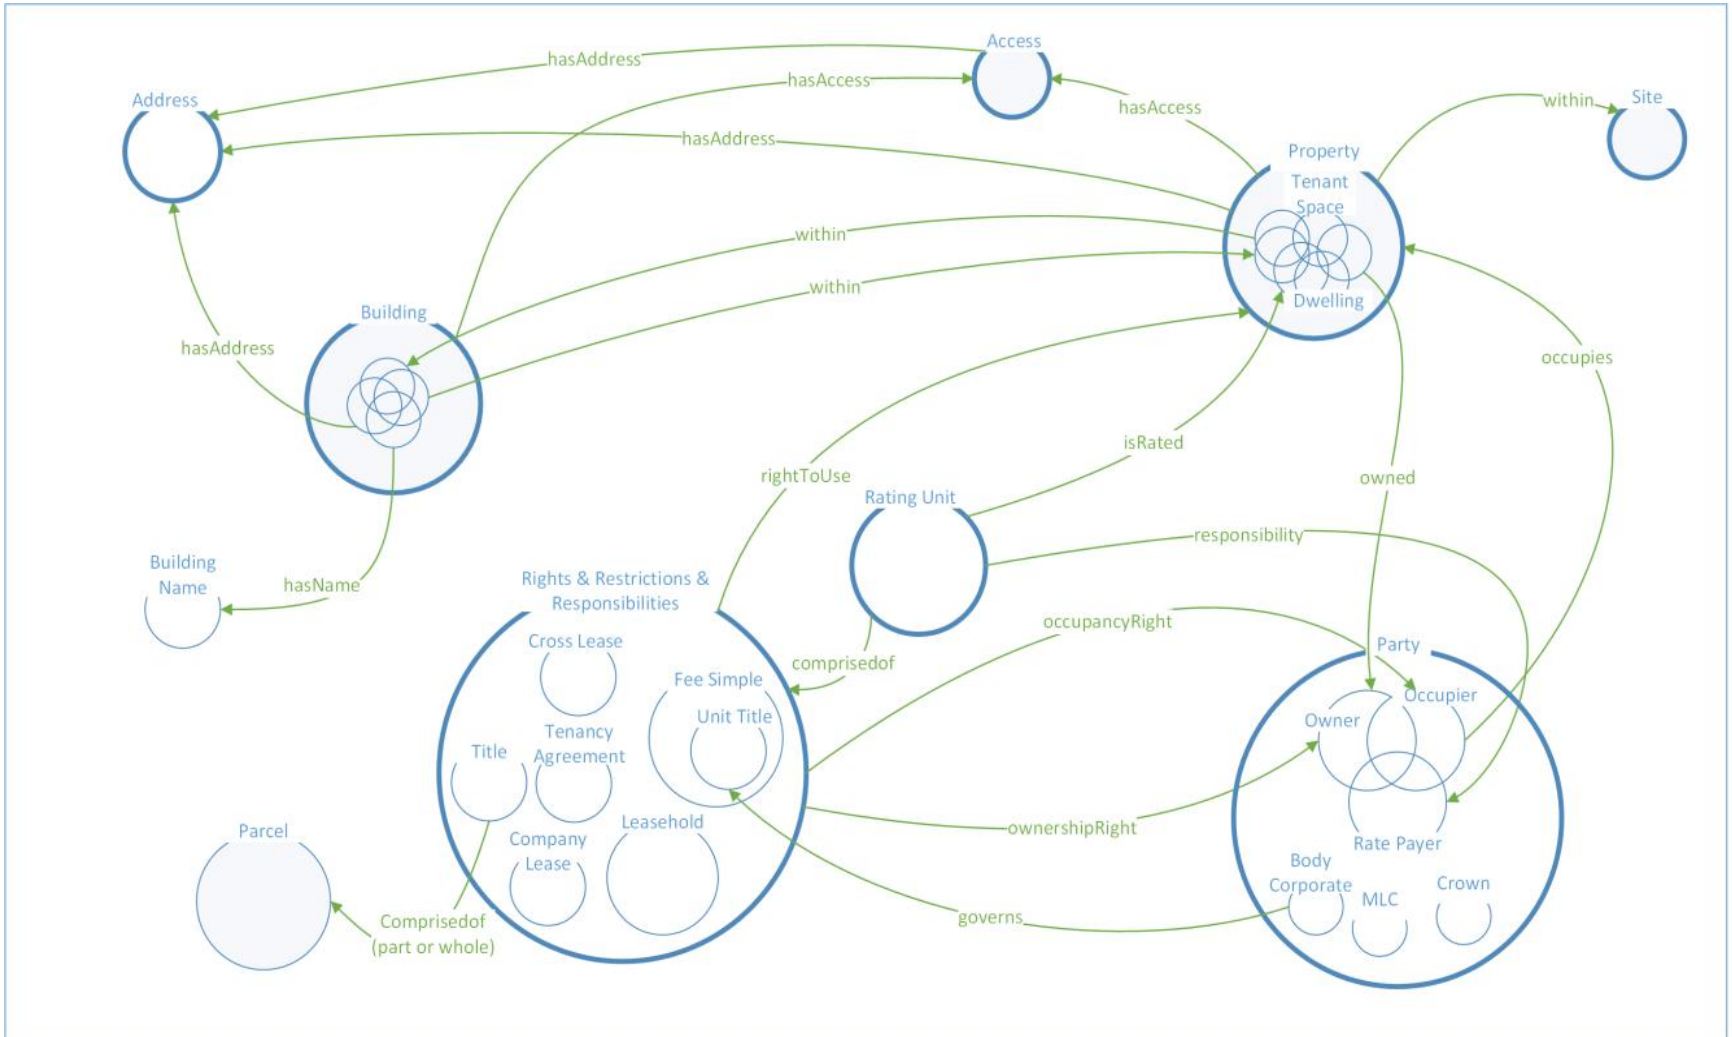 Access
hasAddress
hasAccess
Address
hasAccess
within
Site
hasAddress
Property
Tenant
Space
within
within
Dwelling
Building
hasAddress
occupies
isRated
rightToUse
owned
Rating Unit
responsibility
Building
Name
hasName
Rights & Restrictions &
Responsibilities
occupancyRight
Cross Lease
comprisedof
Party
Fee Simple
Occupier
Unit Title
Owner
Tenancy
Agreement
Title
Leasehold
ownershipRight
Parcel
Company
Lease
Rate Payer
Body
Corporate
MLC
Crown
governs
Comprisedof
(part or whole)